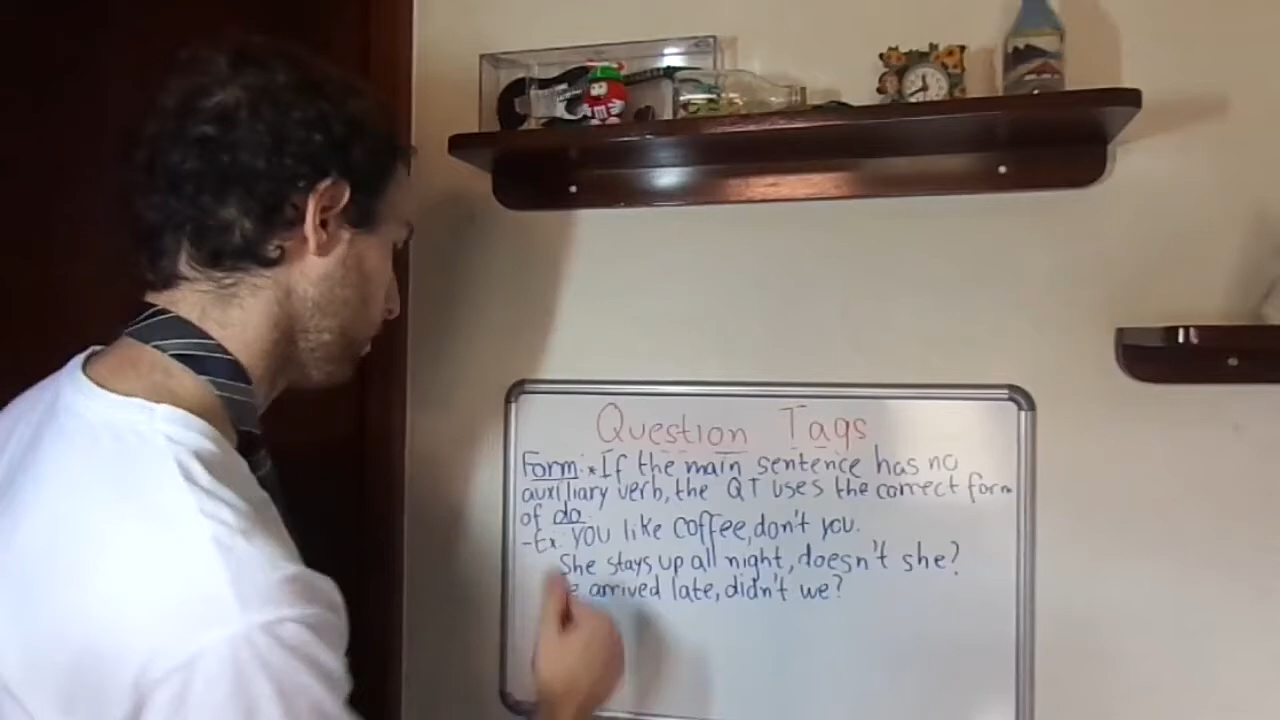 Question Tags
Form: *If the main sentence has no
auxiliary verb, the QT uses the correct form
of do.
-Ex: You like coffee, don't you.
She stays up all night, doesn't she?
e arrived late, didn't we?